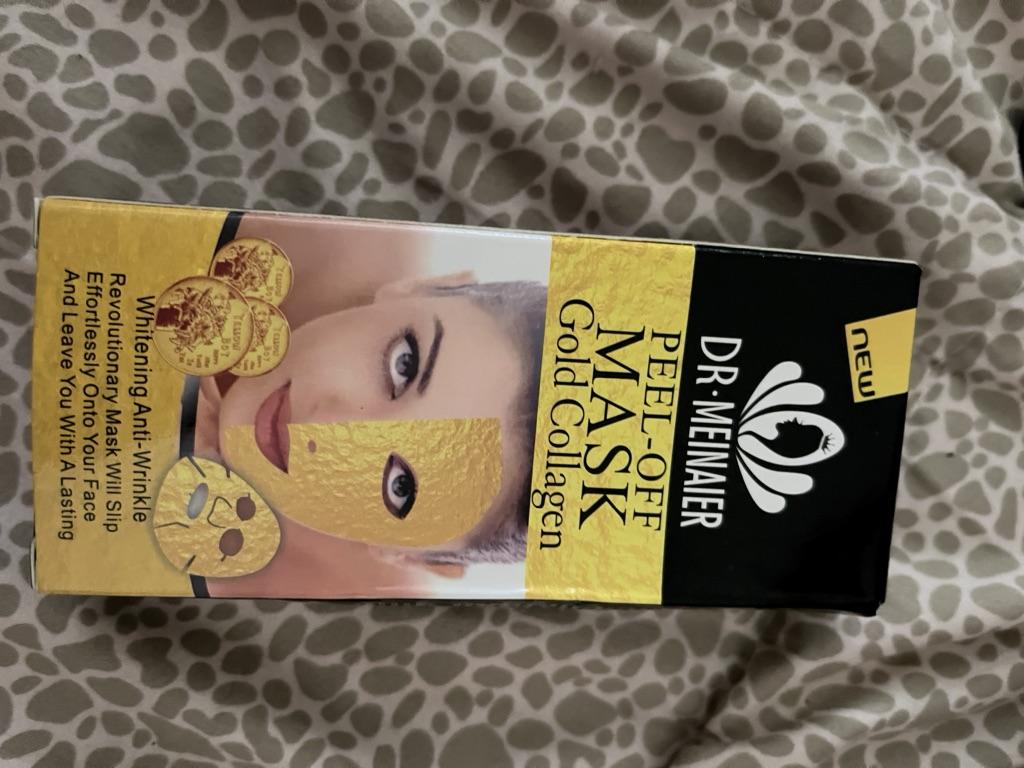 NEW
DR·MENAIER
PEEL-OFF
MASK
Gold Collagen
Whitening Anti-Wrinkle
Revolutionary Mask Will Slip
Effortlessly Onto Your Face
And Leave You With A Lasting